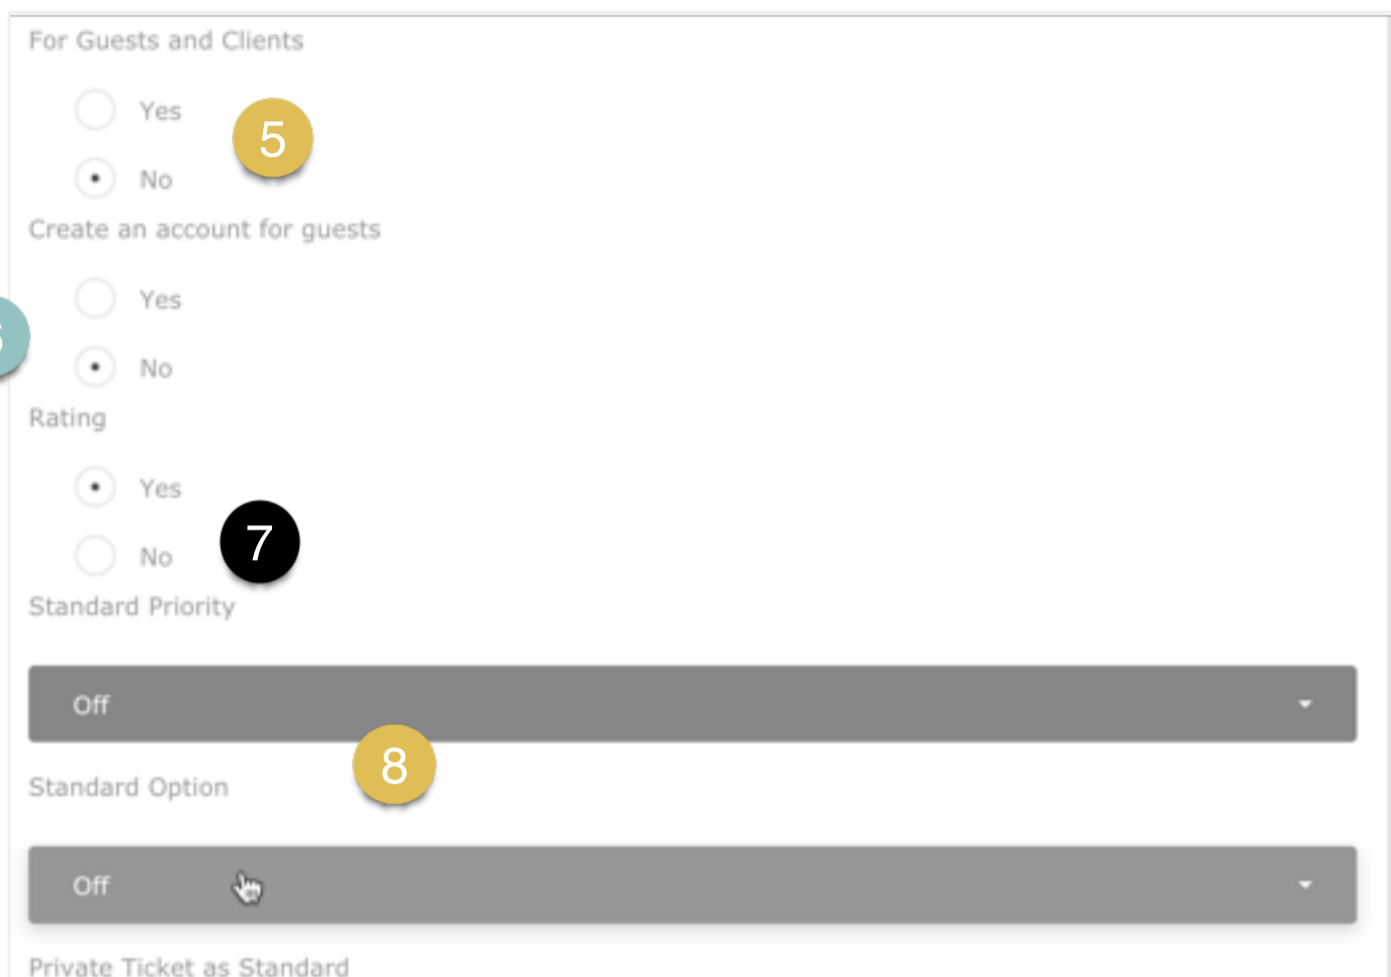 For Guests and Clients
Yes
5
No
Create an account for guests
Yes
6
No
Rating
Yes
7
No
Standard Priority
Off
8
Standard Option
Off
Private Ticket as Standard